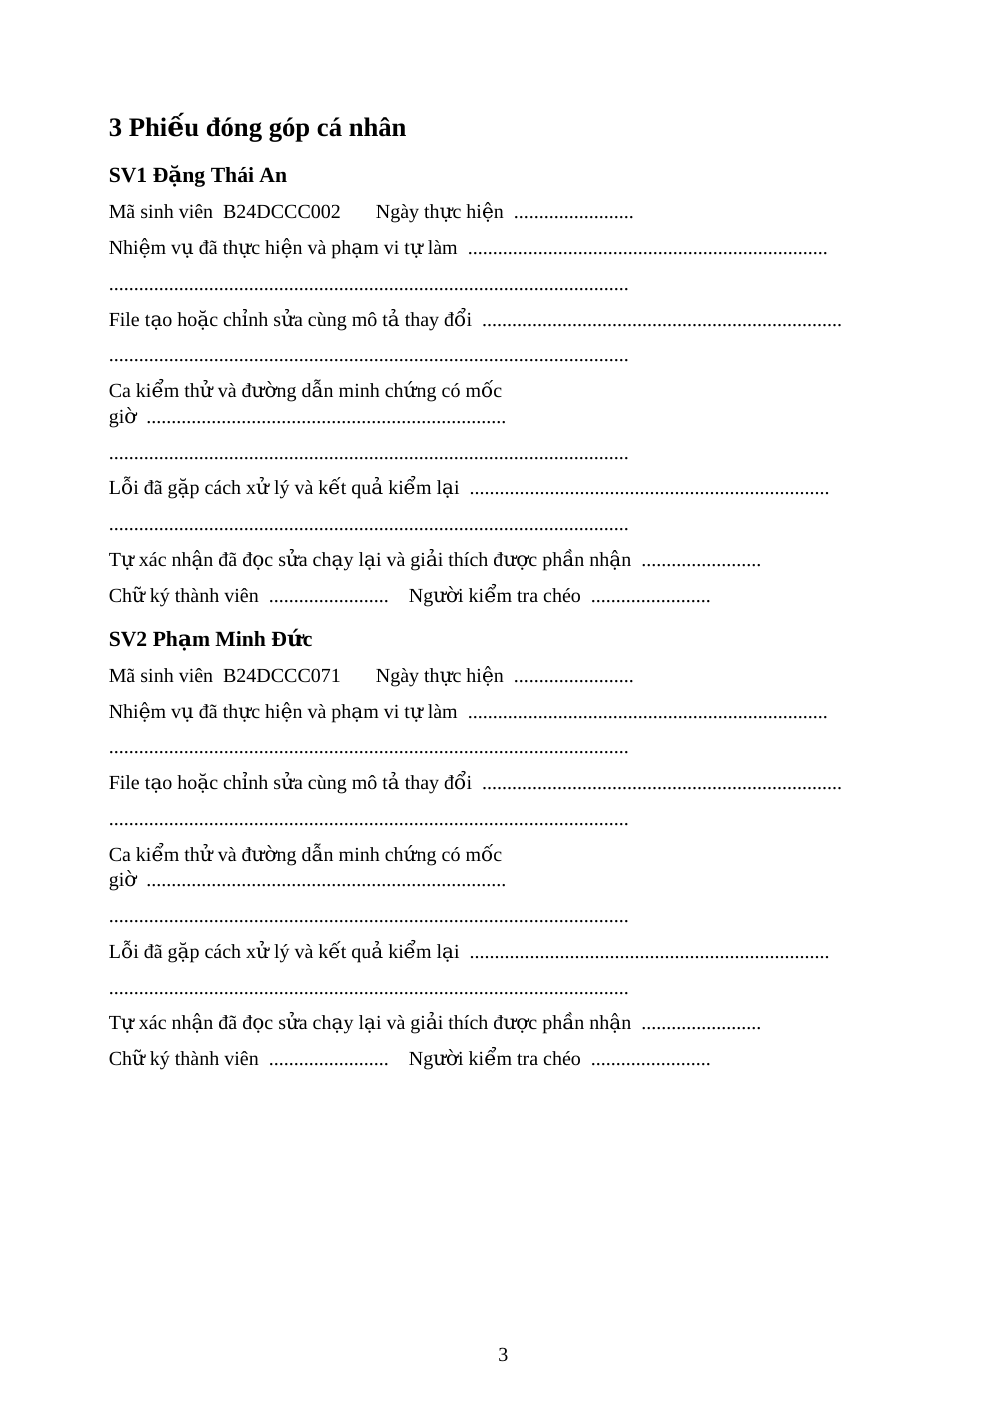 3 Phiếu đóng góp cá nhân
SV1 Đặng Thái An
Mã sinh viên B24DCCC002 Ngày thực hiện ........................
Nhiệm vụ đã thực hiện và phạm vi tự làm ........................................................................
........................................................................................................
File tạo hoặc chỉnh sửa cùng mô tả thay đổi ........................................................................
........................................................................................................
Ca kiểm thử và đường dẫn minh chứng có mốc
giờ ........................................................................
........................................................................................................
Lỗi đã gặp cách xử lý và kết quả kiểm lại ........................................................................
........................................................................................................
Tự xác nhận đã đọc sửa chạy lại và giải thích được phần nhận ........................
Chữ ký thành viên ........................ Người kiểm tra chéo ........................
SV2 Phạm Minh Đức
Mã sinh viên B24DCCC071 Ngày thực hiện ........................
Nhiệm vụ đã thực hiện và phạm vi tự làm ........................................................................
........................................................................................................
File tạo hoặc chỉnh sửa cùng mô tả thay đổi ........................................................................
........................................................................................................
Ca kiểm thử và đường dẫn minh chứng có mốc
giờ ........................................................................
........................................................................................................
Lỗi đã gặp cách xử lý và kết quả kiểm lại ........................................................................
........................................................................................................
Tự xác nhận đã đọc sửa chạy lại và giải thích được phần nhận ........................
Chữ ký thành viên ........................ Người kiểm tra chéo ........................
3